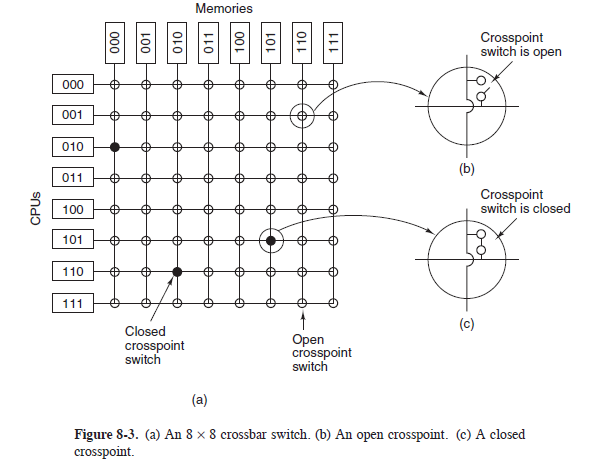 Memories
000
001
010
011
100
101
110
111
CPUs
000
001
010
011
100
101
110
111
Closed
crosspoint
switch
Open
crosspoint
switch
(a)
Crosspoint
switch is open
(b)
Crosspoint
switch is closed
(c)
Figure 8-3. (a) An 8 × 8 crossbar switch. (b) An open crosspoint. (c) A closed
crosspoint.